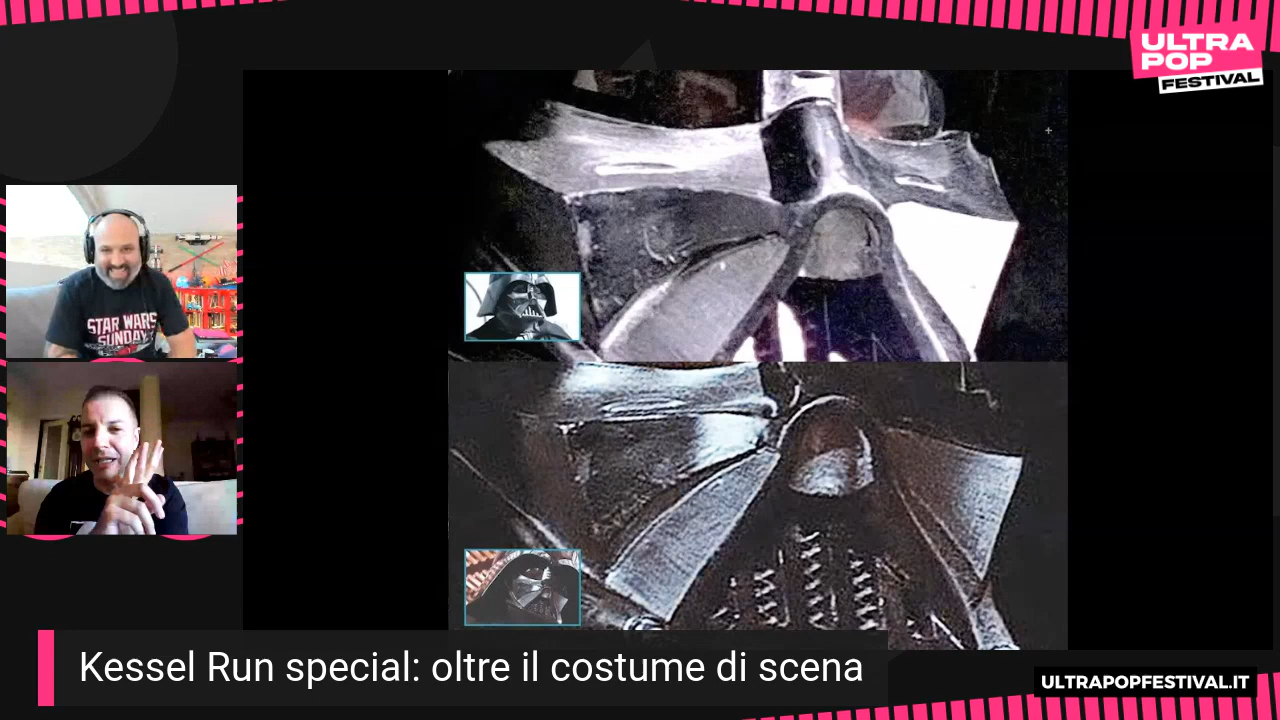 ULTRA
POP
FESTIVAL
STAR WARS
SUNDAY
Kessel Run special: oltre il costume di scena
ULTRAPOPFESTIVAL.IT